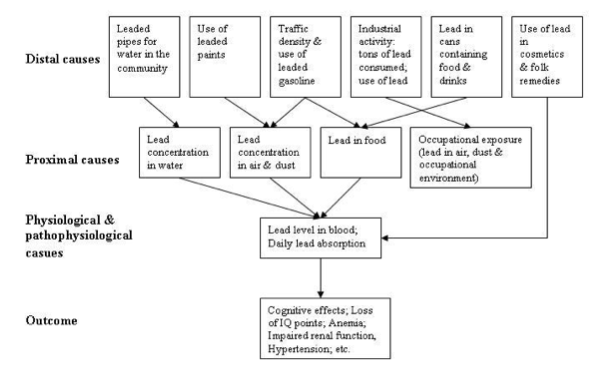 Distal causes
Leaded
pipes for
water in the
community
Use of
leaded
paints
Traffic
density &
use of
leaded
gasoline
Industrial
activity:
tons of lead
consumed;
use of lead
Lead in
cans
containing
food &
drinks
Use of lead
in
cosmetics
& folk
remedies
Proximal causes
Lead
concentration
in water
Lead
concentration
in air & dust
Lead in food
Occupational exposure
(lead in air, dust &
occupational
environment)
Physiological &
pathophysiological
casues
Lead level in blood;
Daily lead absorption
Outcome
Cognitive effects; Loss
of IQ points; Anemia;
Impaired renal function,
Hypertension; etc.